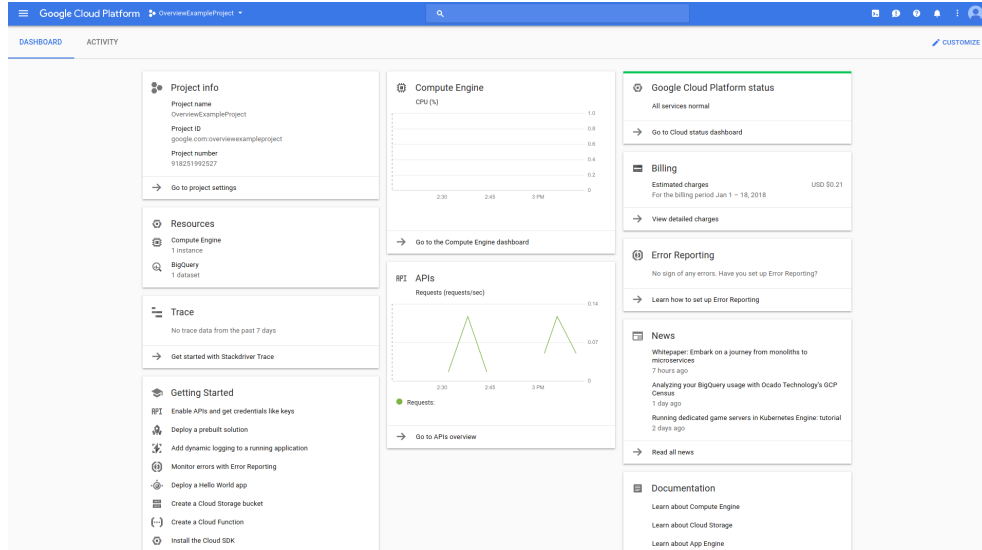 Google Cloud Platform
OverviewExampleProject
DASHBOARD
ACTIVITY
CUSTOMIZE
Project info
Project name
OverviewExampleProject
Project ID
google.com:overviewexampleproject
Project number
918251992527
Go to project settings
Resources
Compute Engine
1 instance
BigQuery
1 dataset
Trace
No trace data from the past 7 days
Get started with Stackdriver Trace
Getting Started
API Enable APIs and get credentials like keys
Deploy a prebuilt solution
Add dynamic logging to a running application
Monitor errors with Error Reporting
Deploy a Hello World app
Create a Cloud Storage bucket
Create a Cloud Function
Install the Cloud SDK
Compute Engine
CPU (%)
1.0
0.8
0.6
0.4
0.2
0
2:30 2:45 3 PM
Go to the Compute Engine dashboard
API APIs
Requests (requests/sec)
0.14
0.07
0
2:30 2:45 3 PM
Requests:
Go to APIs overview
Google Cloud Platform status
All services normal
Go to Cloud status dashboard
Billing
Estimated charges USD $0.21
For the billing period Jan 1 – 18, 2018
View detailed charges
Error Reporting
No sign of any errors. Have you set up Error Reporting?
Learn how to set up Error Reporting
News
Whitepaper: Embark on a journey from monoliths to
microservices
7 hours ago
Analyzing your BigQuery usage with Ocado Technology's GCP
Census
1 day ago
Running dedicated game servers in Kubernetes Engine: tutorial
2 days ago
Read all news
Documentation
Learn about Compute Engine
Learn about Cloud Storage
Learn about App Engine